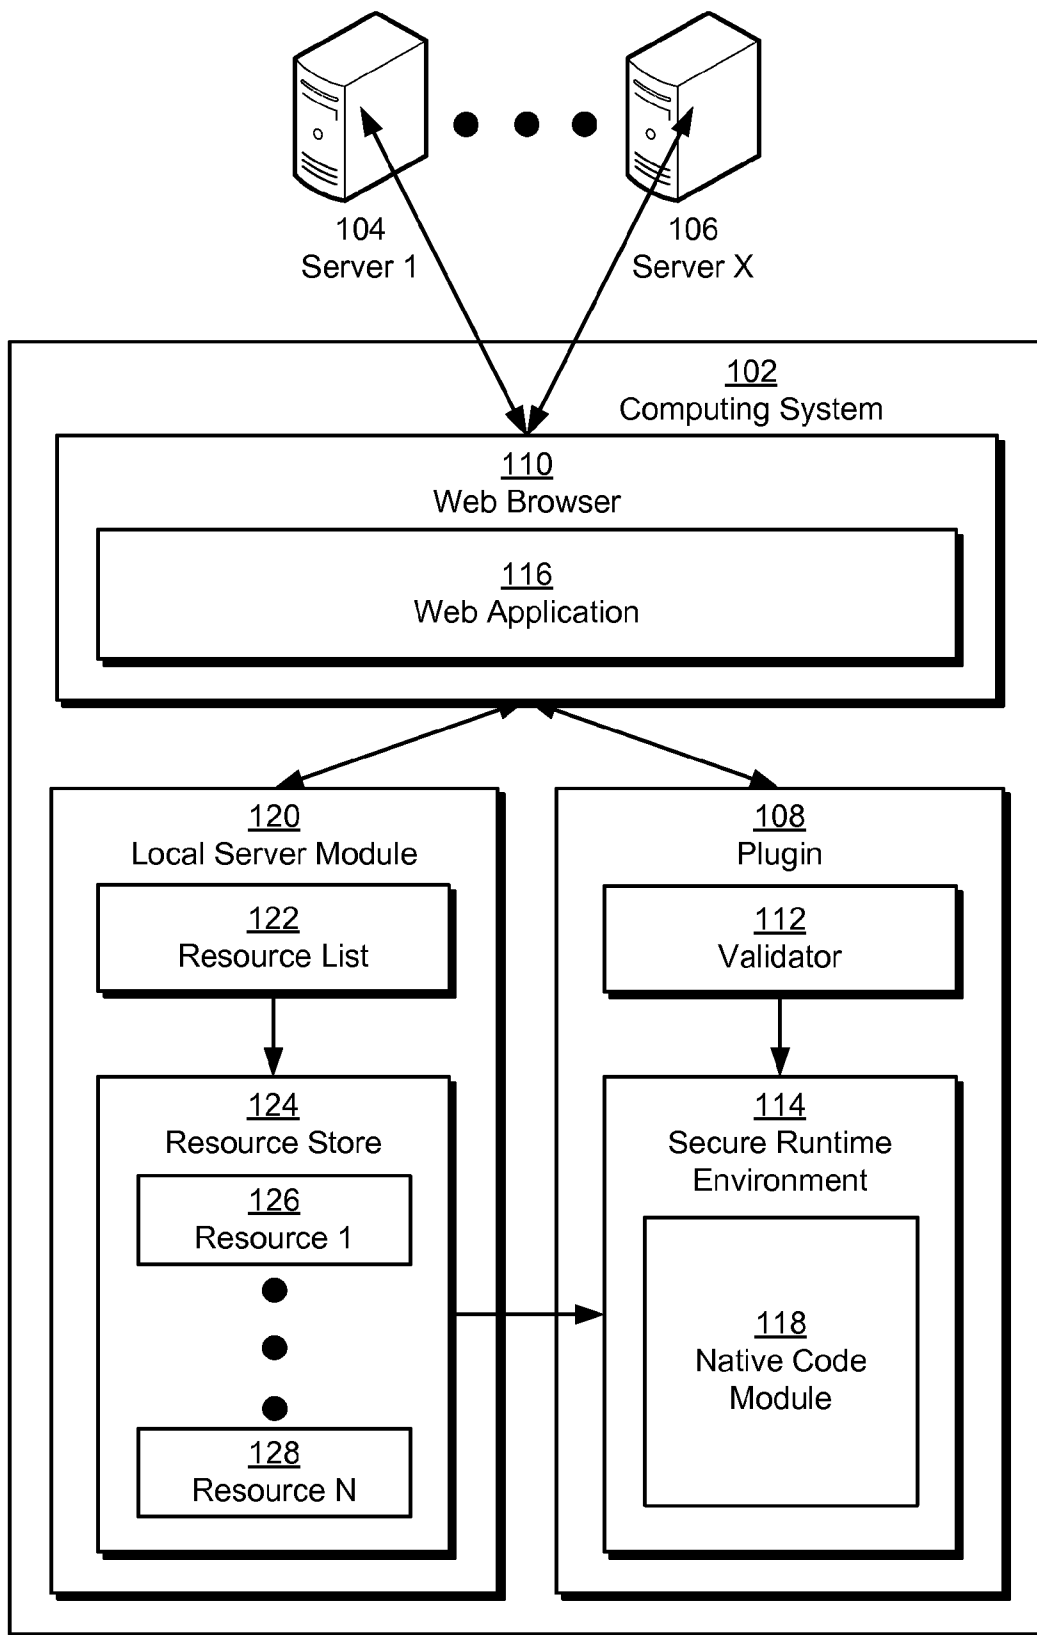 104
Server 1
106
Server X
102
Computing System
110
Web Browser
116
Web Application
120
Local Server Module
122
Resource List
124
Resource Store
126
Resource 1
128
Resource N
108
Plugin
112
Validator
114
Secure Runtime
Environment
118
Native Code
Module